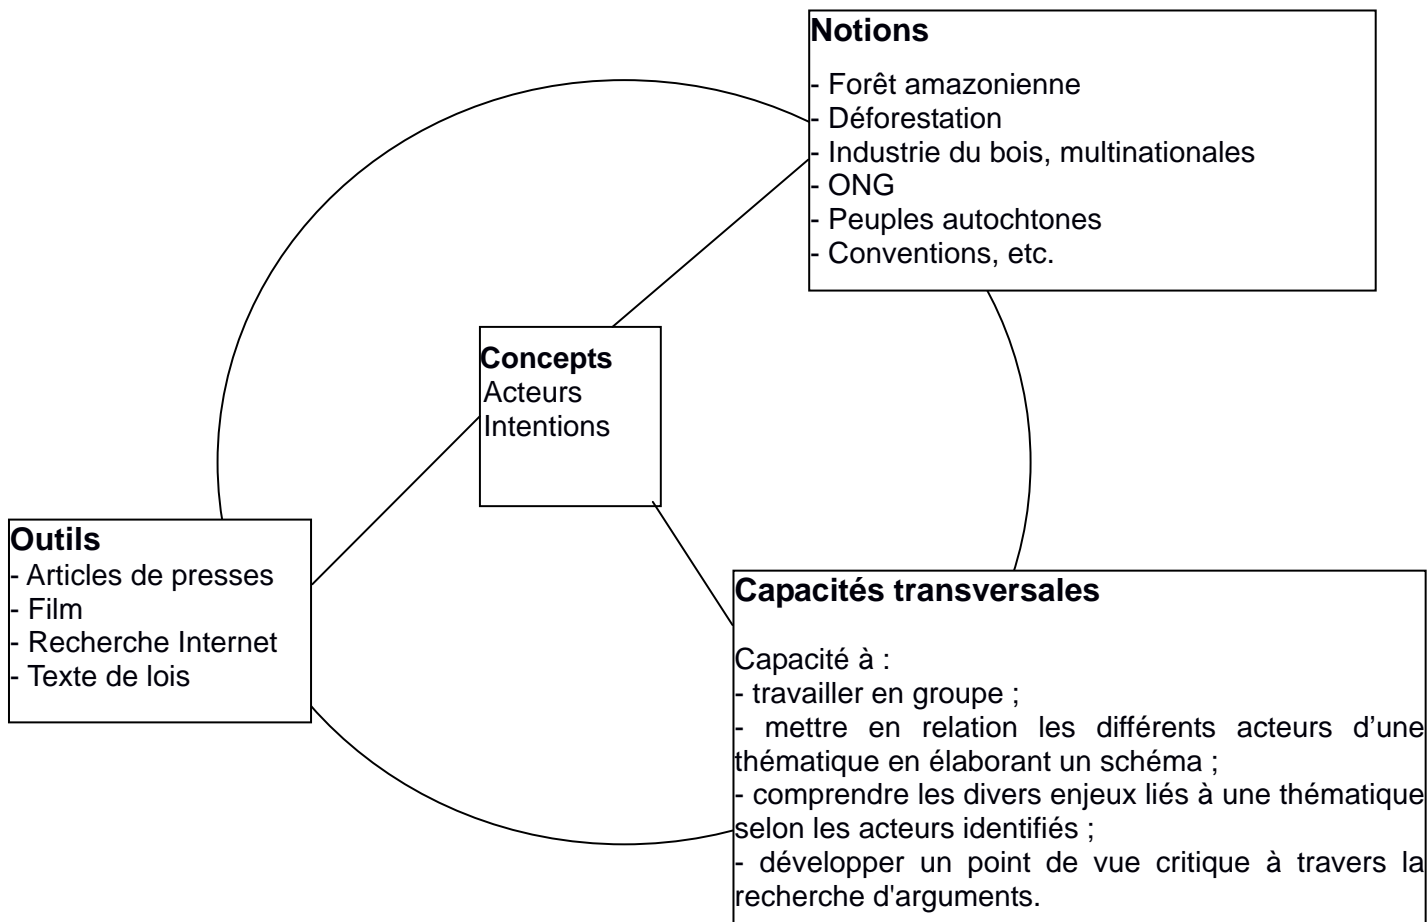 Notions
- Forêt amazonienne
- Déforestation
- Industrie du bois, multinationales
- ONG
- Peuples autochtones
- Conventions, etc.
Concepts
Acteurs
Intentions
Outils
- Articles de presses
- Film
- Recherche Internet
- Texte de lois
Capacités transversales
Capacité à :
- travailler en groupe ;
- mettre en relation les différents acteurs d’une
thématique en élaborant un schéma ;
- comprendre les divers enjeux liés à une thématique
selon les acteurs identifiés ;
- développer un point de vue critique à travers la
recherche d'arguments.